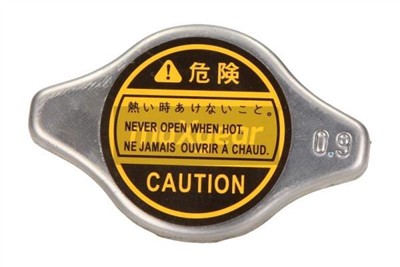 危険
熱い時あけないこと。
NEVER OPEN WHEN HOT.
NE JAMAIS OUVRIR À CHAUD.
CAUTION
0.9
maXgear